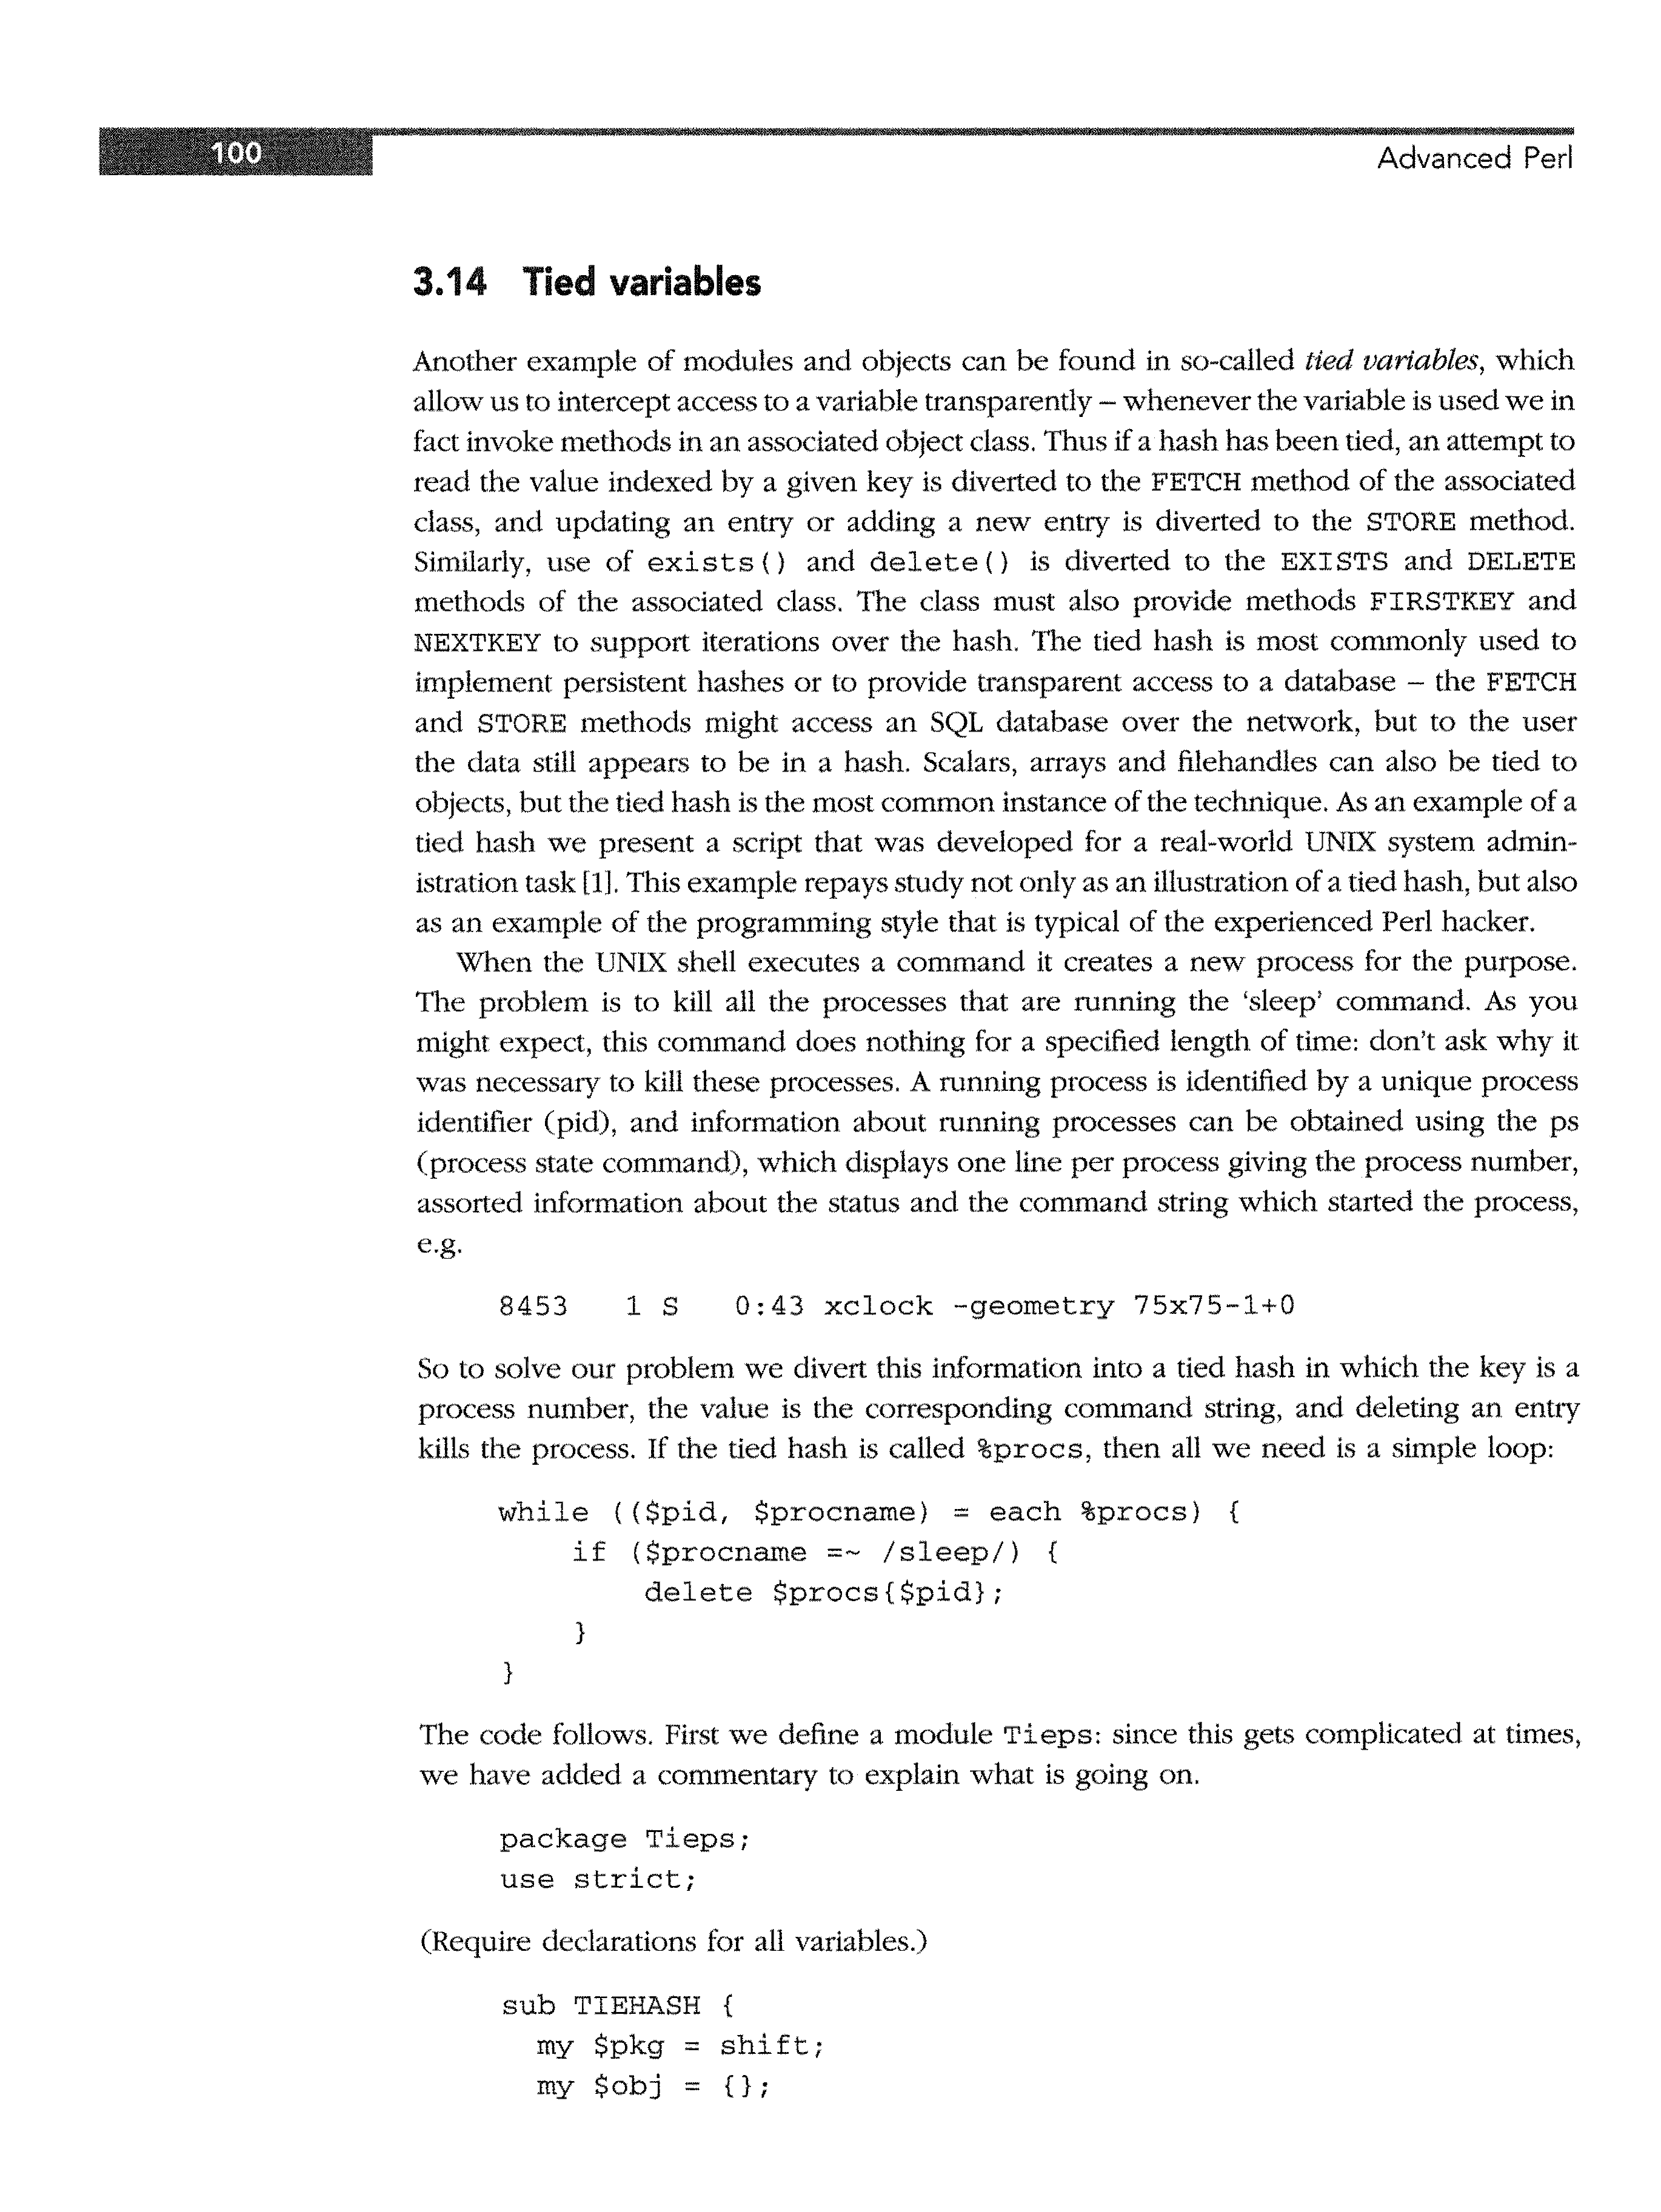 100
Advanced Perl
3.14 Tied variables
Another example of modules and objects can be found in so-called tied variables, which
allow us to intercept access to a variable transparently – whenever the variable is used we in
fact invoke methods in an associated object class. Thus if a hash has been tied, an attempt to
read the value indexed by a given key is diverted to the FETCH method of the associated
class, and updating an entry or adding a new entry is diverted to the STORE method.
Similarly, use of exists() and delete() is diverted to the EXISTS and DELETE
methods of the associated class. The class must also provide methods FIRSTKEY and
NEXTKEY to support iterations over the hash. The tied hash is most commonly used to
implement persistent hashes or to provide transparent access to a database – the FETCH
and STORE methods might access an SQL database over the network, but to the user
the data still appears to be in a hash. Scalars, arrays and filehandles can also be tied to
objects, but the tied hash is the most common instance of the technique. As an example of a
tied hash we present a script that was developed for a real-world UNIX system admin-
istration task [1]. This example repays study not only as an illustration of a tied hash, but also
as an example of the programming style that is typical of the experienced Perl hacker.
When the UNIX shell executes a command it creates a new process for the purpose.
The problem is to kill all the processes that are running the ‘sleep’ command. As you
might expect, this command does nothing for a specified length of time: don’t ask why it
was necessary to kill these processes. A running process is identified by a unique process
identifier (pid), and information about running processes can be obtained using the ps
(process state command), which displays one line per process giving the process number,
assorted information about the status and the command string which started the process,
e.g.
8453   1 S   0:43 xclock -geometry 75x75-1+0
So to solve our problem we divert this information into a tied hash in which the key is a
process number, the value is the corresponding command string, and deleting an entry
kills the process. If the tied hash is called %procs, then all we need is a simple loop:
while (($pid, $procname) = each %procs) {
    if ($procname =~ /sleep/) {
        delete $procs{$pid};
    }
}
The code follows. First we define a module Tieps: since this gets complicated at times,
we have added a commentary to explain what is going on.
package Tieps;
use strict;
(Require declarations for all variables.)
sub TIEHASH {
  my $pkg = shift;
  my $obj = {};